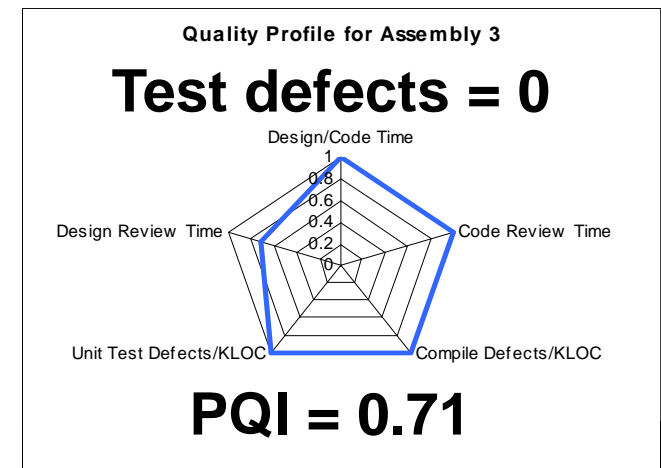 Quality Profile for Assembly 3
Test defects = 0
Design/Code Time
1
0.8
0.6
0.4
0.2
0
Design Review Time
Code Review Time
Unit Test Defects/KLOC
Compile Defects/KLOC
PQI = 0.71